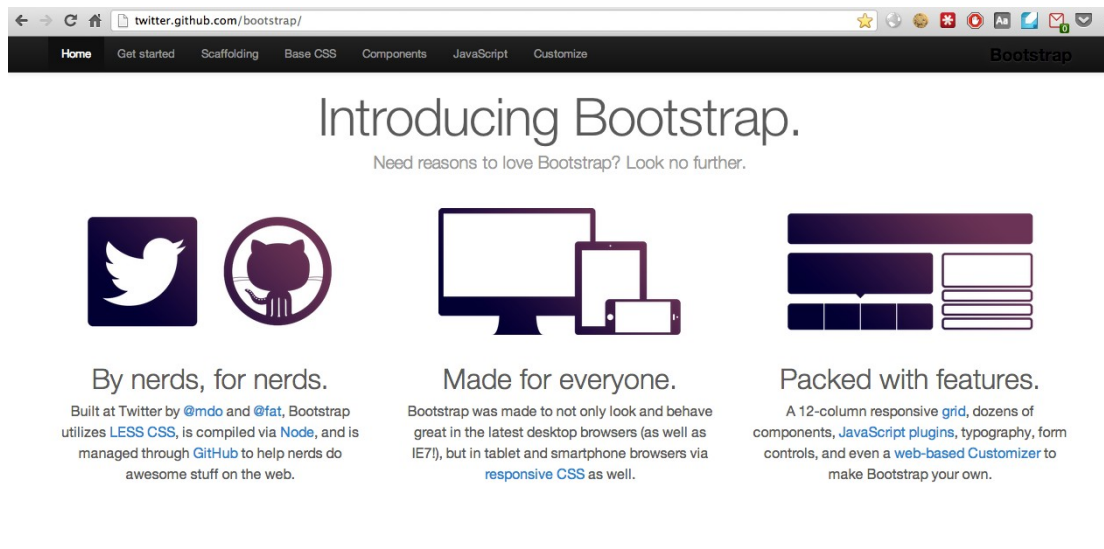 twitter.github.com/bootstrap/
Aa
0
Home Get started Scaffolding Base CSS Components JavaScript Customize Bootstrap
Introducing Bootstrap.
Need reasons to love Bootstrap? Look no further.
By nerds, for nerds.
Built at Twitter by @mdo and @fat, Bootstrap
utilizes LESS CSS, is compiled via Node, and is
managed through GitHub to help nerds do
awesome stuff on the web.
Made for everyone.
Bootstrap was made to not only look and behave
great in the latest desktop browsers (as well as
IE7!), but in tablet and smartphone browsers via
responsive CSS as well.
Packed with features.
A 12-column responsive grid, dozens of
components, JavaScript plugins, typography, form
controls, and even a web-based Customizer to
make Bootstrap your own.